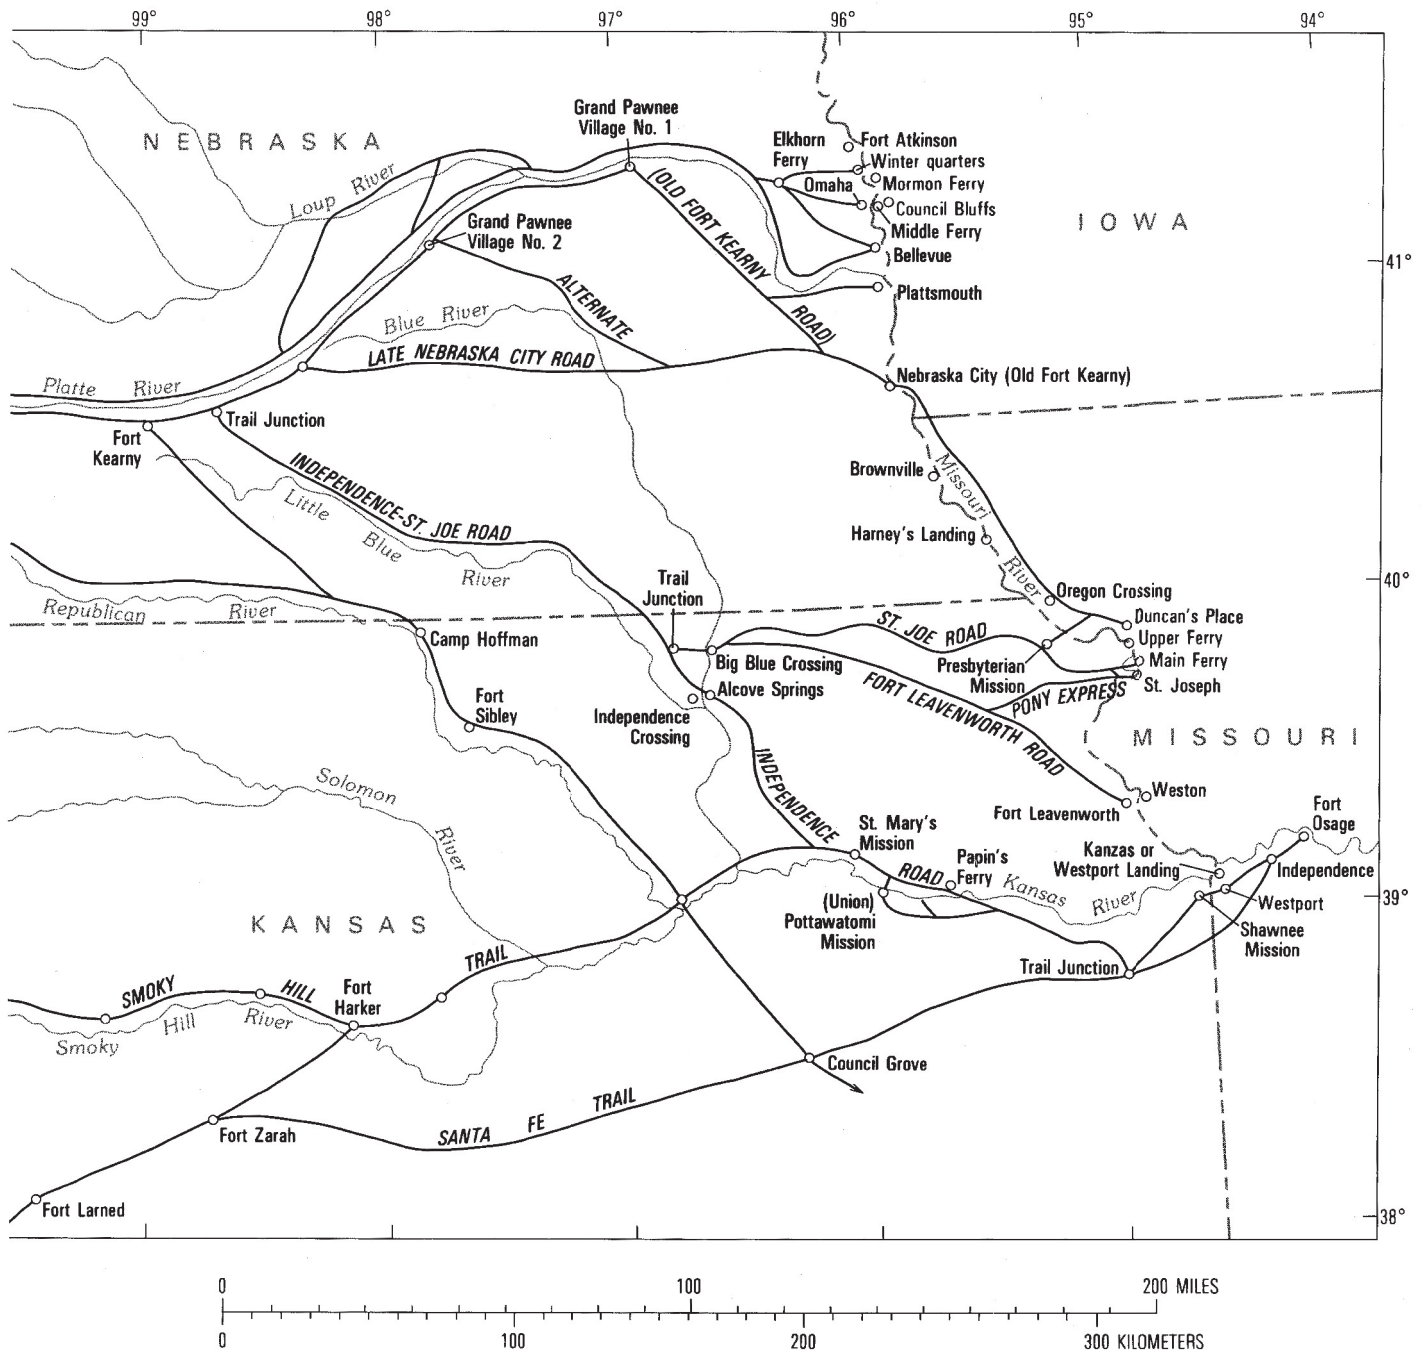 99°
98°
97°
96°
95°
94°
NEBRASKA
Grand Pawnee
Village No. 1
Elkhorn
Ferry
Fort Atkinson
Winter quarters
Mormon Ferry
Omaha
Council Bluffs
Middle Ferry
Bellevue
IOWA
41°
Loup River
Grand Pawnee
Village No. 2
(OLD FORT KEARNY
ROAD)
ALTERNATE
Plattsmouth
Blue River
LATE NEBRASKA CITY ROAD
Platte River
Nebraska City (Old Fort Kearny)
Trail Junction
Fort
Kearny
INDEPENDENCE-ST. JOE ROAD
Little
Blue
River
Brownville
Missouri
River
Harney's Landing
40°
Republican River
Trail
Junction
Oregon Crossing
Duncan's Place
Upper Ferry
Main Ferry
St. Joseph
ST. JOE ROAD
Camp Hoffman
Big Blue Crossing
Presbyterian
Mission
PONY EXPRESS
FORT LEAVENWORTH ROAD
Alcove Springs
Fort
Sibley
Independence
Crossing
MISSOURI
INDEPENDENCE
ROAD
Solomon
River
Weston
Fort Leavenworth
Fort
Osage
St. Mary's
Mission
Papin's
Ferry
Kanzas or
Westport Landing
Independence
Kansas
River
39°
(Union)
Pottawatomi
Mission
Westport
Shawnee
Mission
KANSAS
Trail Junction
SMOKY
HILL
TRAIL
Fort
Harker
Smoky
Hill
River
Council Grove
SANTA FE TRAIL
Fort Zarah
Fort Larned
38°
0
100
200 MILES
0
100
200
300 KILOMETERS